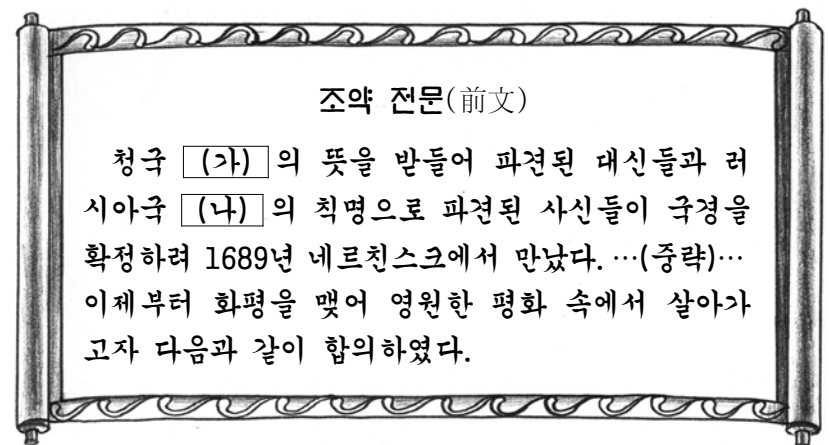 조약 전문(前文)
청국 (가) 의 뜻을 받들어 파견된 대신들과 러
시아국 (나) 의 칙명으로 파견된 사신들이 국경을
확정하려 1689년 네르친스크에서 만났다. …(중략)…
이제부터 화평을 맺어 영원한 평화 속에서 살아가
고자 다음과 같이 합의하였다.